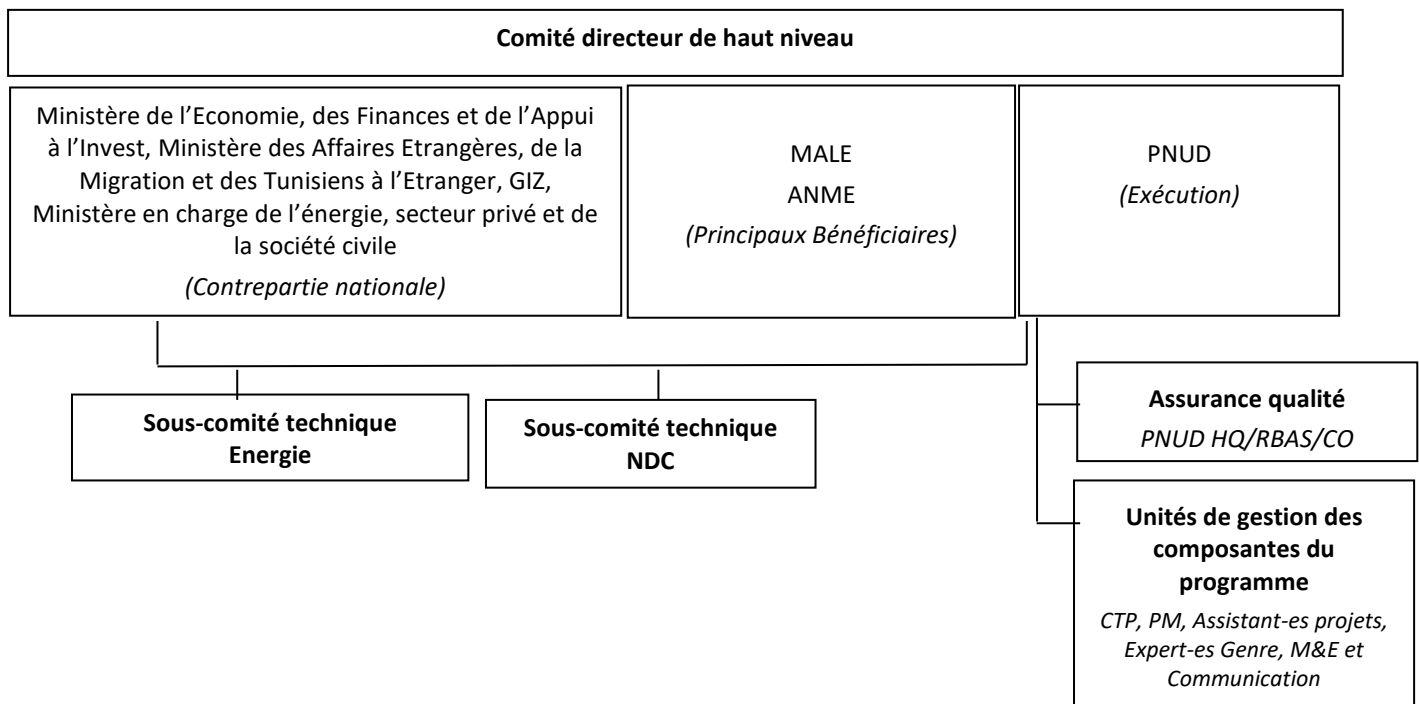 Comité directeur de haut niveau
Ministère de l’Economie, des Finances et de l’Appui
à l’Invest, Ministère des Affaires Etrangères, de la
Migration et des Tunisiens à l’Etranger, GIZ,
Ministère en charge de l’énergie, secteur privé et de
la société civile
(Contrepartie nationale)
MALE
ANME
(Principaux Bénéficiaires)
PNUD
(Exécution)
Sous-comité technique
Energie
Sous-comité technique
NDC
Assurance qualité
PNUD HQ/RBAS/CO
Unités de gestion des
composantes du
programme
CTP, PM, Assistant-es projets,
Expert-es Genre, M&E et
Communication